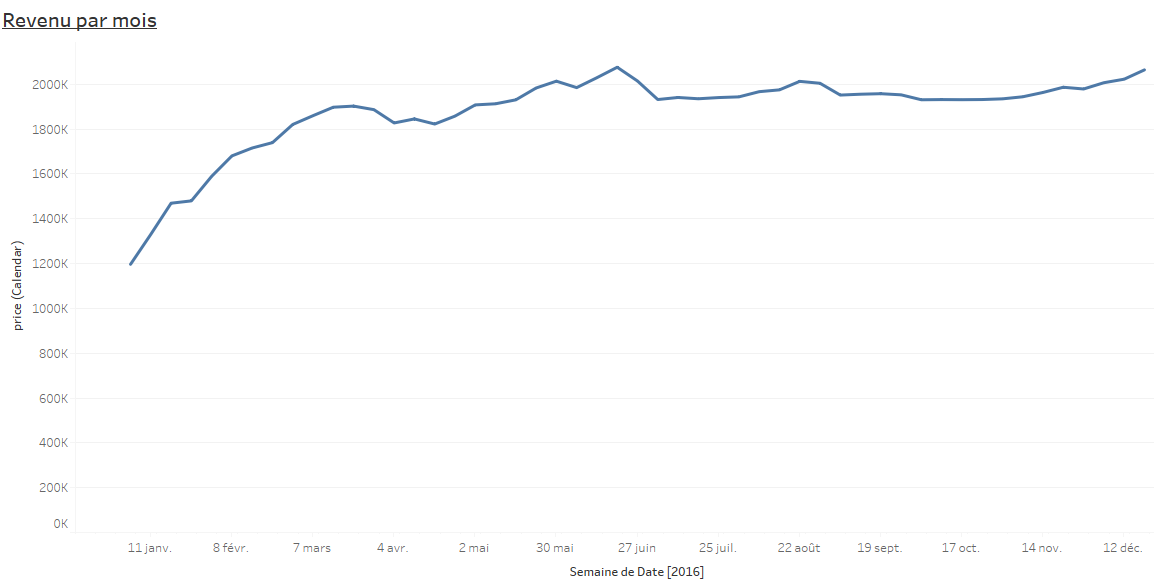 Revenu par mois
2000K
1800K
1600K
1400K
1200K
1000K
800K
600K
400K
200K
0K
price (Calendar)
11 janv. 8 févr. 7 mars 4 avr. 2 mai 30 mai 27 juin 25 juil. 22 août 19 sept. 17 oct. 14 nov. 12 déc.
Semaine de Date [2016]